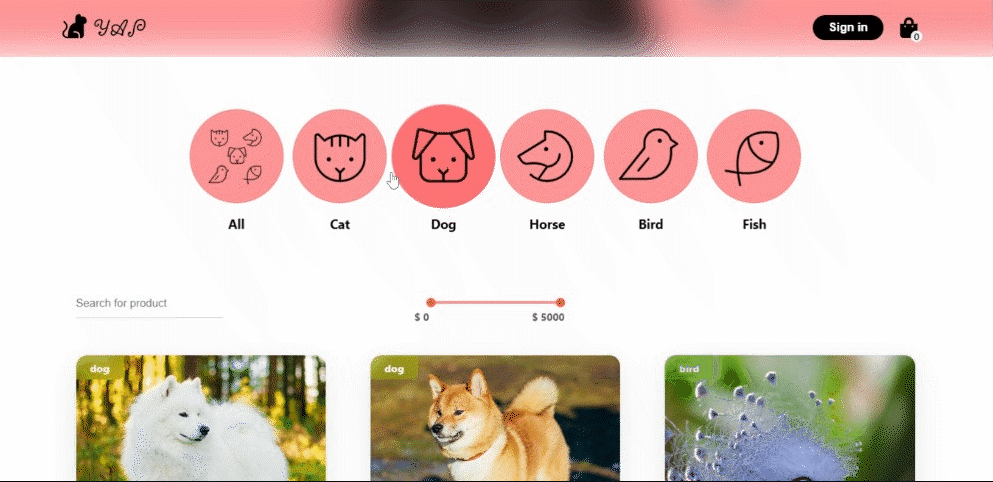 YAP
Sign in
0
All
Cat
Dog
Horse
Bird
Fish
Search for product
$ 0
$ 5000
dog
dog
bird